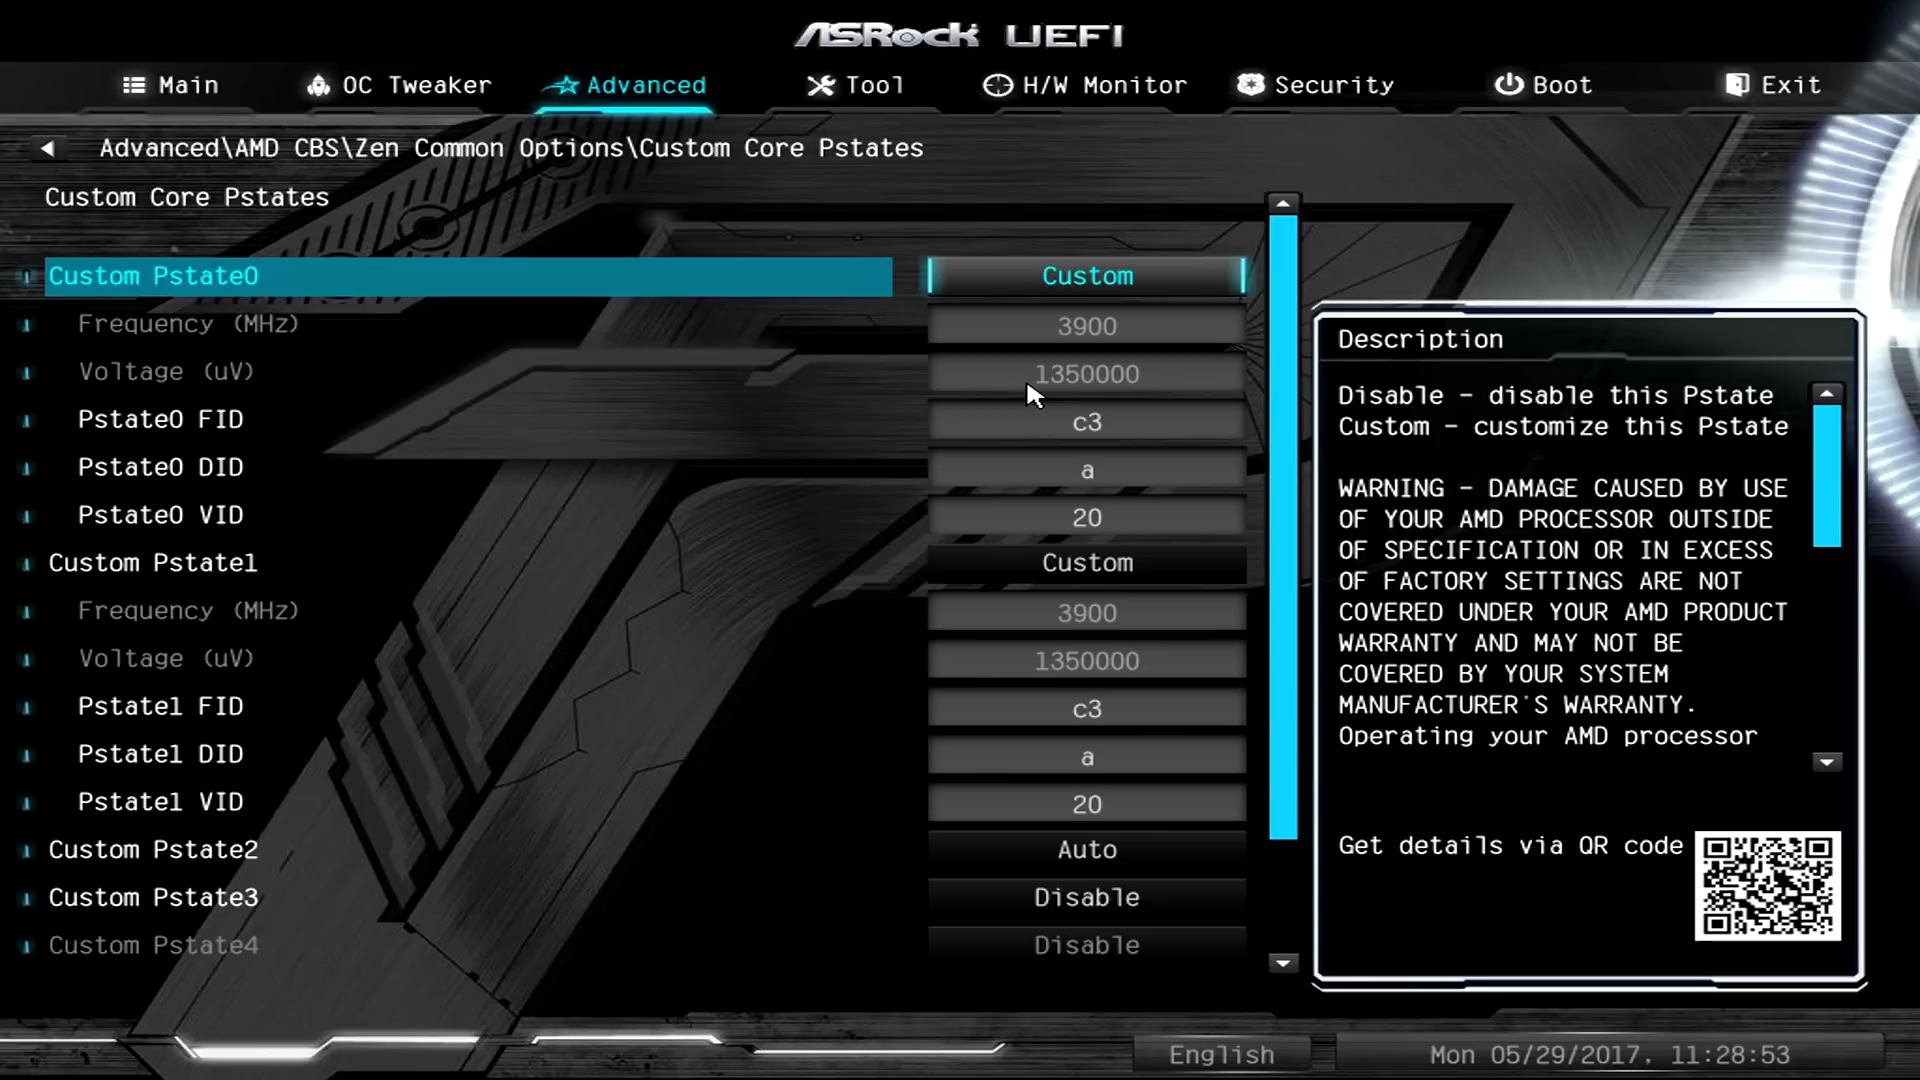 ASRock UEFI
Main OC Tweaker Advanced Tool H/W Monitor Security Boot Exit
Advanced\AMD CBS\Zen Common Options\Custom Core Pstates
Custom Core Pstates
Custom Pstate0 Custom
Frequency (MHz) 3900
Voltage (uV) 1350000
Pstate0 FID c3
Pstate0 DID a
Pstate0 VID 20
Custom Pstate1 Custom
Frequency (MHz) 3900
Voltage (uV) 1350000
Pstate1 FID c3
Pstate1 DID a
Pstate1 VID 20
Custom Pstate2 Auto
Custom Pstate3 Disable
Custom Pstate4 Disable
Description
Disable - disable this Pstate
Custom - customize this Pstate
WARNING - DAMAGE CAUSED BY USE
OF YOUR AMD PROCESSOR OUTSIDE
OF SPECIFICATION OR IN EXCESS
OF FACTORY SETTINGS ARE NOT
COVERED UNDER YOUR AMD PRODUCT
WARRANTY AND MAY NOT BE
COVERED BY YOUR SYSTEM
MANUFACTURER'S WARRANTY.
Operating your AMD processor
Get details via QR code
English
Mon 05/29/2017, 11:28:53